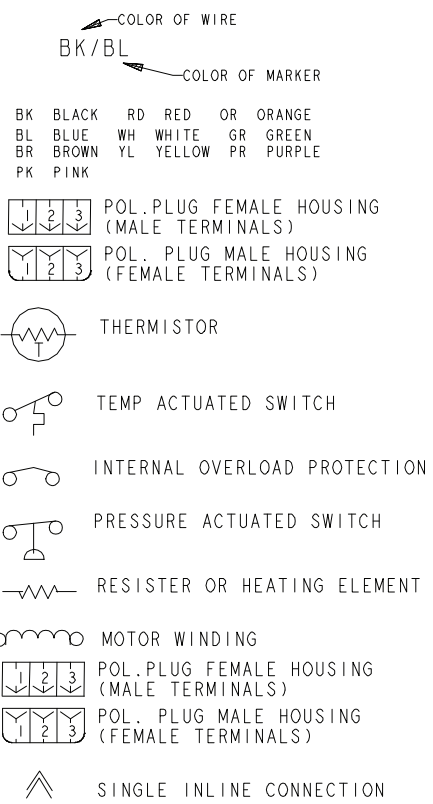 COLOR OF WIRE
BK/BL
COLOR OF MARKER
BK BLACK RD RED OR ORANGE
BL BLUE WH WHITE GR GREEN
BR BROWN YL YELLOW PR PURPLE
PK PINK
1 2 3 POL.PLUG FEMALE HOUSING
(MALE TERMINALS)
1 2 3 POL. PLUG MALE HOUSING
(FEMALE TERMINALS)
T THERMISTOR
TEMP ACTUATED SWITCH
INTERNAL OVERLOAD PROTECTION
PRESSURE ACTUATED SWITCH
RESISTER OR HEATING ELEMENT
MOTOR WINDING
1 2 3 POL.PLUG FEMALE HOUSING
(MALE TERMINALS)
1 2 3 POL. PLUG MALE HOUSING
(FEMALE TERMINALS)
SINGLE INLINE CONNECTION